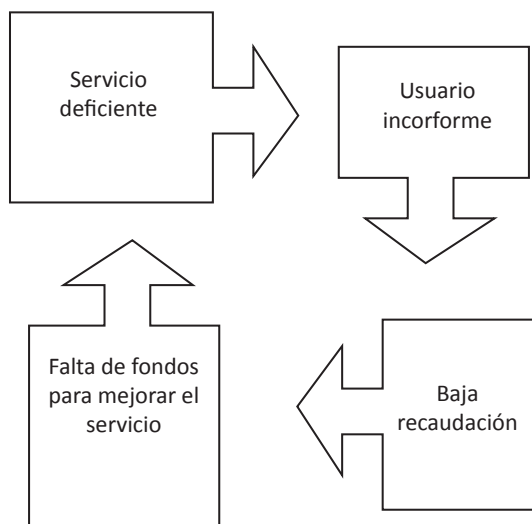 Servicio
deficiente
Usuario
incorforme
Baja
recaudación
Falta de fondos
para mejorar el
servicio